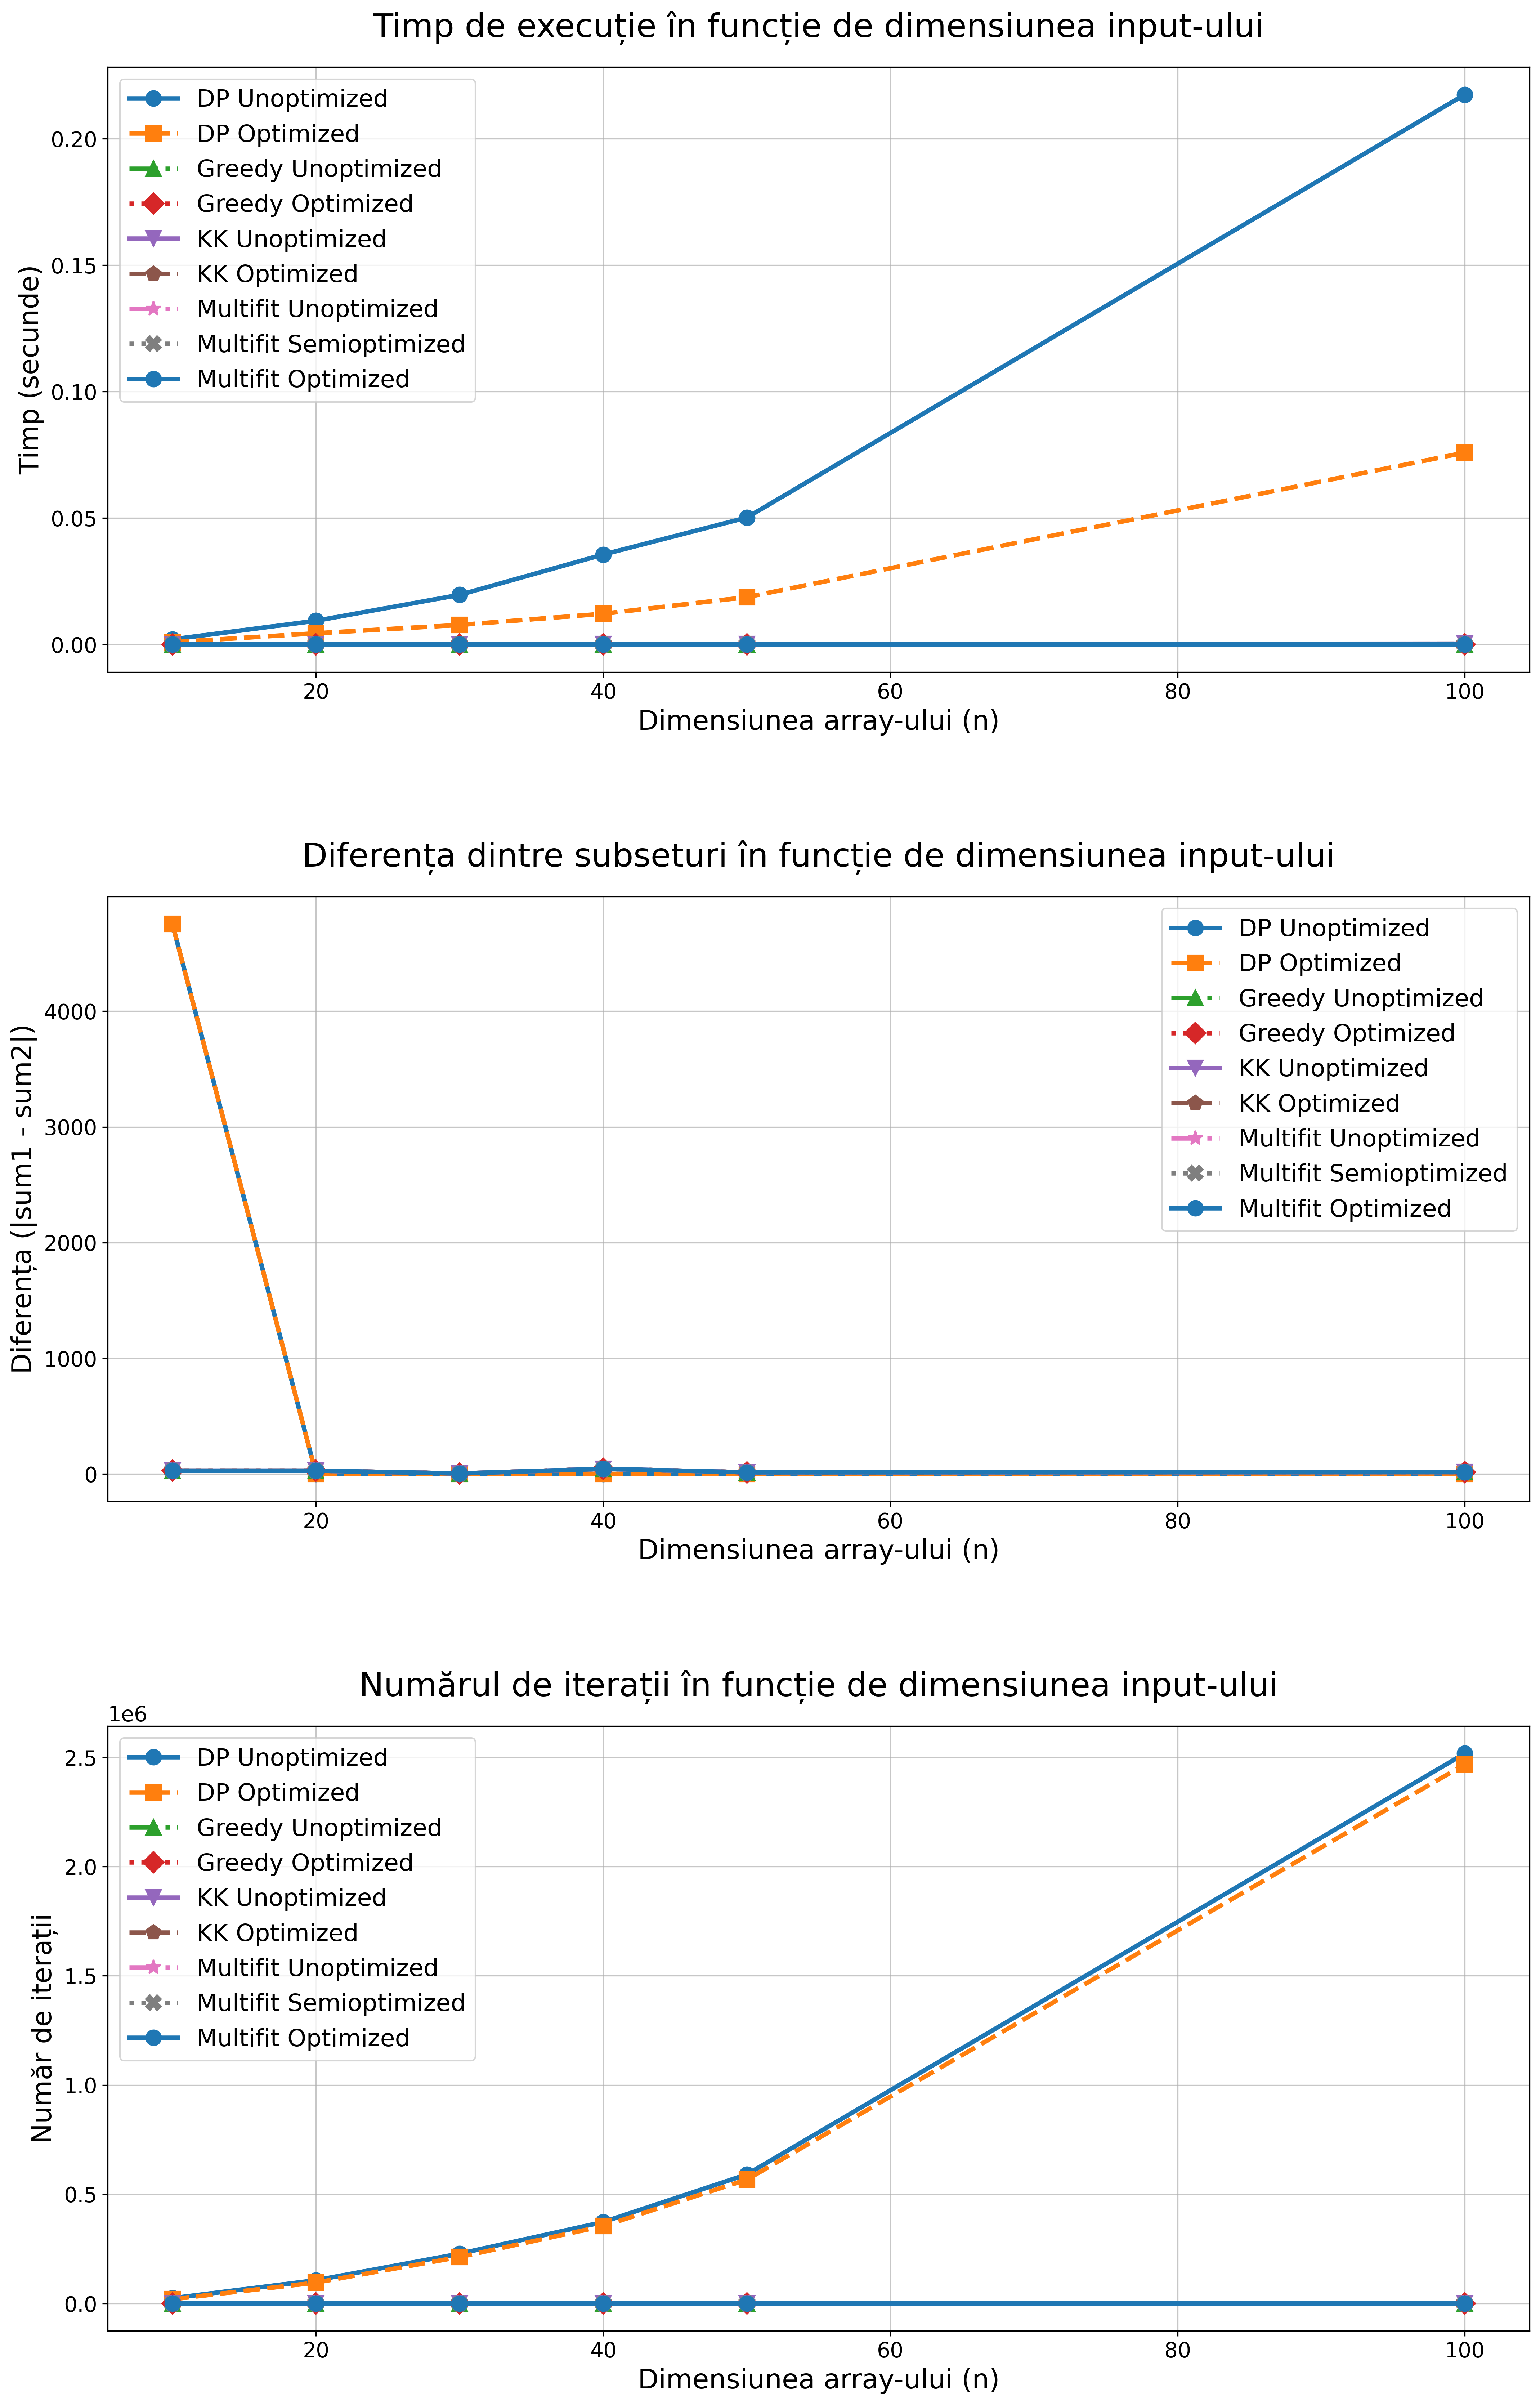 Timp de execuție în funcție de dimensiunea input-ului
DP Unoptimized
DP Optimized
Greedy Unoptimized
Greedy Optimized
KK Unoptimized
KK Optimized
Multifit Unoptimized
Multifit Semioptimized
Multifit Optimized
Timp (secunde)
0.20
0.15
0.10
0.05
0.00
20 40 60 80 100
Dimensiunea array-ului (n)
Diferența dintre subseturi în funcție de dimensiunea input-ului
DP Unoptimized
DP Optimized
Greedy Unoptimized
Greedy Optimized
KK Unoptimized
KK Optimized
Multifit Unoptimized
Multifit Semioptimized
Multifit Optimized
Diferența (|sum1 - sum2|)
4000
3000
2000
1000
0
20 40 60 80 100
Dimensiunea array-ului (n)
Numărul de iterații în funcție de dimensiunea input-ului
1e6
DP Unoptimized
DP Optimized
Greedy Unoptimized
Greedy Optimized
KK Unoptimized
KK Optimized
Multifit Unoptimized
Multifit Semioptimized
Multifit Optimized
Număr de iterații
2.5
2.0
1.5
1.0
0.5
0.0
20 40 60 80 100
Dimensiunea array-ului (n)